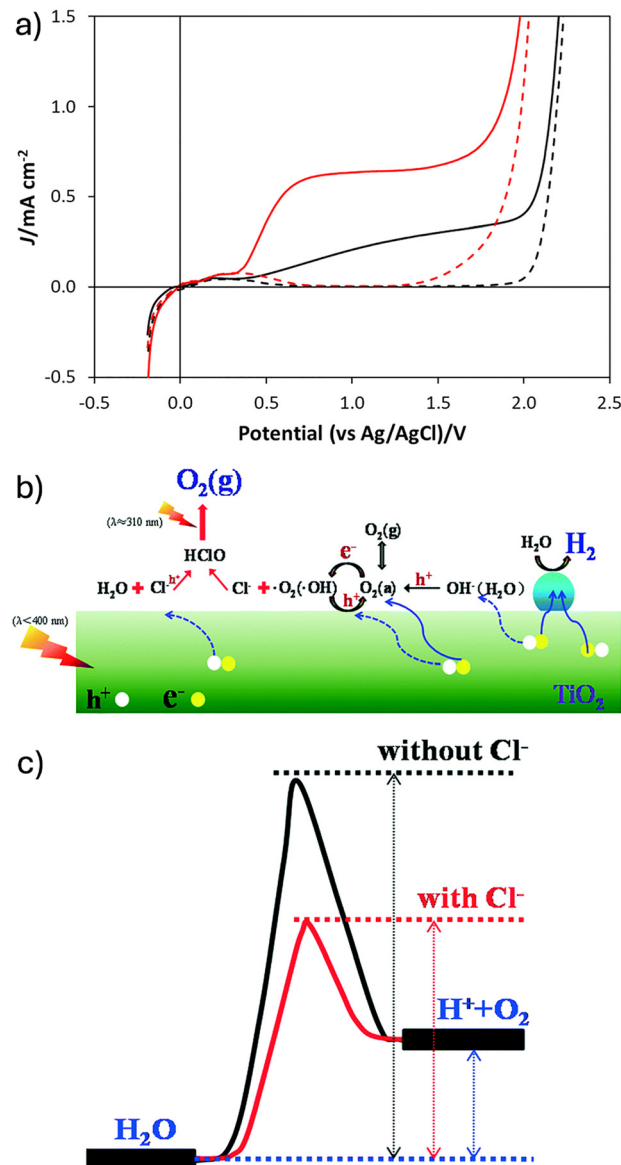 a)
1.5
1.0
0.5
0.0
-0.5
J/mA cm⁻²
-0.5 0.0 0.5 1.0 1.5 2.0 2.5
Potential (vs Ag/AgCl)/V
b)
O₂(g)
(λ≈310 nm)
HClO
H₂O + Cl⁻ h⁺ Cl⁻ + ·O₂(·OH) e⁻ h⁺ O₂(a) h⁺ OH⁻(H₂O)
O₂(g)
H₂O H₂
(λ<400 nm)
h⁺ e⁻ TiO₂
c)
without Cl⁻
with Cl⁻
H⁺+O₂
H₂O